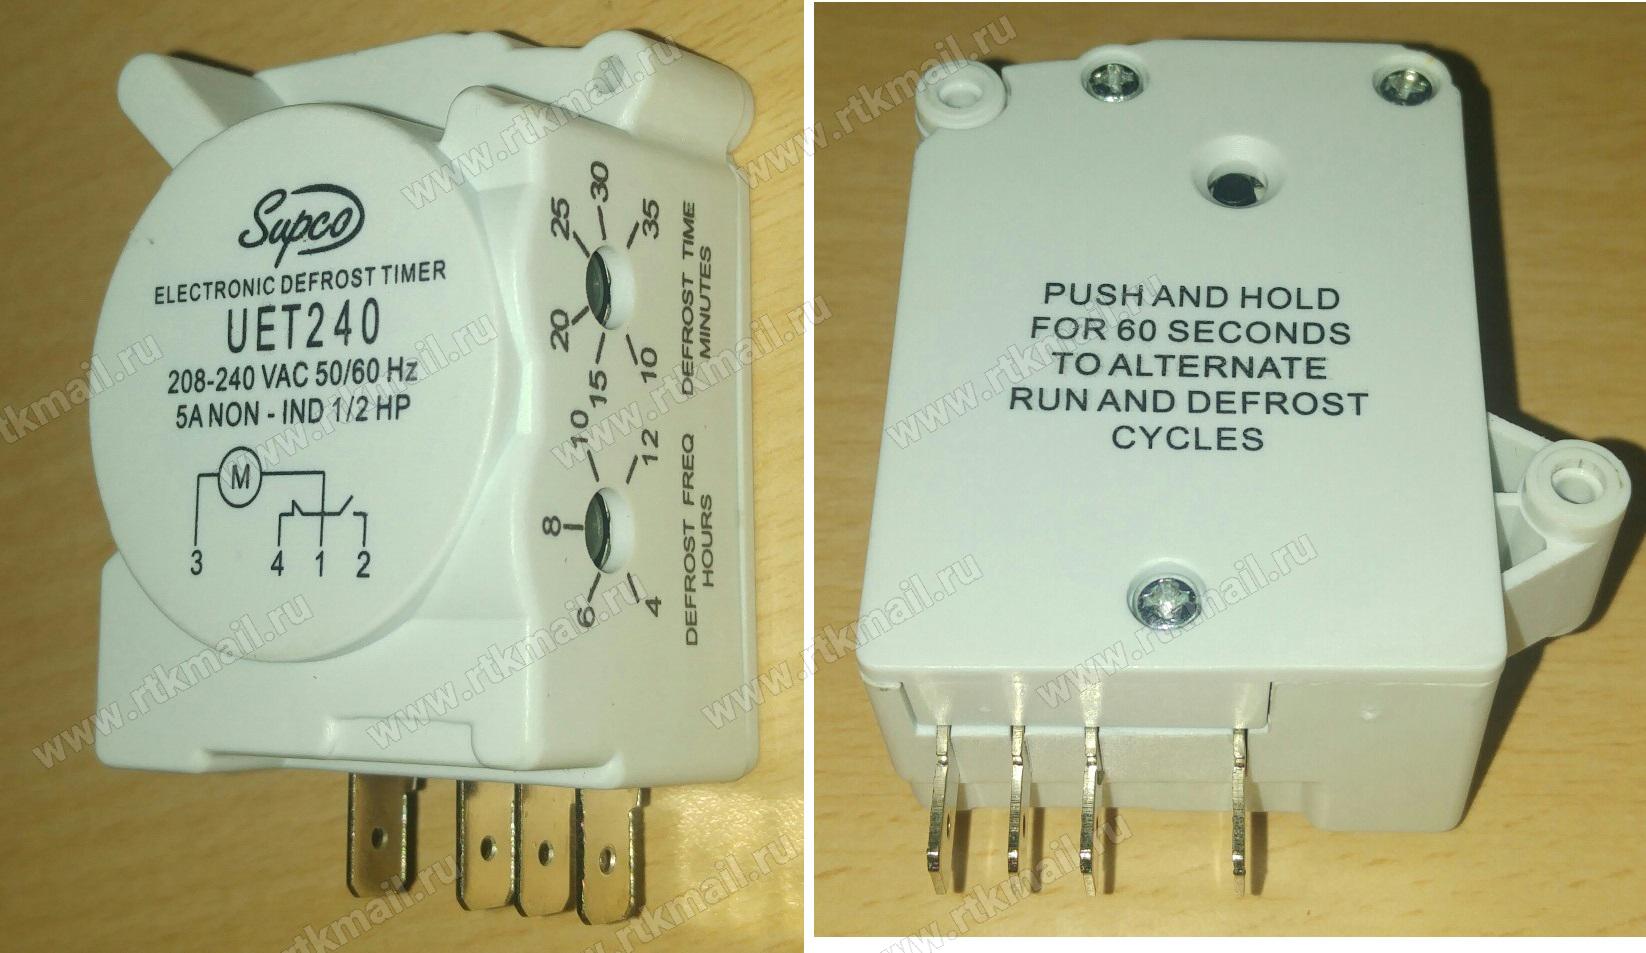 Supco
ELECTRONIC DEFROST TIMER
UET240
208-240 VAC 50/60 Hz
5A NON - IND 1/2 HP
M
3 4 1 2
25 30 35
20 15 10
DEFROST TIME
MINUTES
10 12
8
6 4
DEFROST FREQ
HOURS
PUSH AND HOLD
FOR 60 SECONDS
TO ALTERNATE
RUN AND DEFROST
CYCLES
www.rtkmail.ru